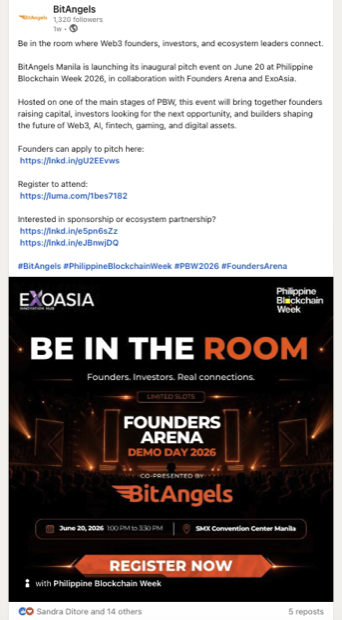 BitAngels
BitAngels
1,320 followers
1w •
Be in the room where Web3 founders, investors, and ecosystem leaders connect.
BitAngels Manila is launching its inaugural pitch event on June 20 at Philippine
Blockchain Week 2026, in collaboration with Founders Arena and ExoAsia.
Hosted on one of the main stages of PBW, this event will bring together founders
raising capital, investors looking for the next opportunity, and builders shaping
the future of Web3, AI, fintech, gaming, and digital assets.
Founders can apply to pitch here:
https://lnkd.in/gU2EEvws
Register to attend:
https://luma.com/1bes7182
Interested in sponsorship or ecosystem partnership?
https://lnkd.in/e5pn6sZz
https://lnkd.in/eJBnwjDQ
#BitAngels #PhilippineBlockchainWeek #PBW2026 #FoundersArena
EXOASIA
INNOVATION HUB
Philippine
Blockchain
Week
BE IN THE ROOM
Founders. Investors. Real connections.
LIMITED SLOTS
FOUNDERS
ARENA
DEMO DAY 2026
CO-PRESENTED BY
BitAngels
June 20, 2026 1:00 PM to 3:30 PM
SMX Convention Center Manila
REGISTER NOW
with Philippine Blockchain Week
Sandra Ditore and 14 others
5 reposts